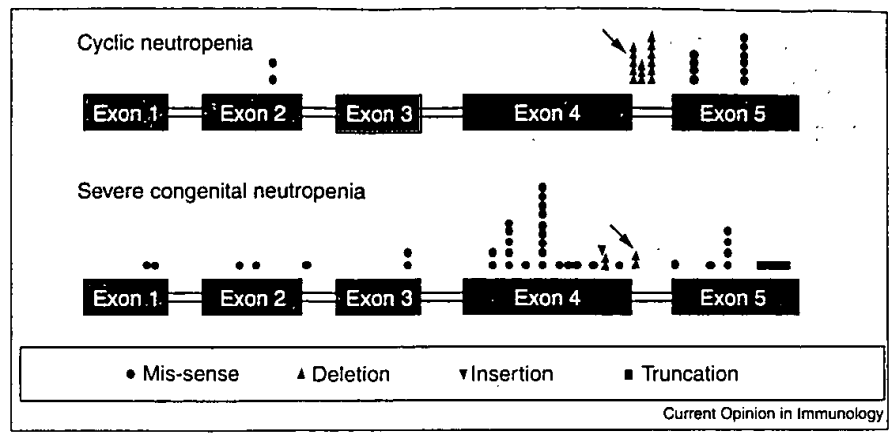 Cyclic neutropenia
Exon 1 Exon 2 Exon 3 Exon 4 Exon 5
Severe congenital neutropenia
Exon 1 Exon 2 Exon 3 Exon 4 Exon 5
Mis-sense Deletion Insertion Truncation
Current Opinion in Immunology